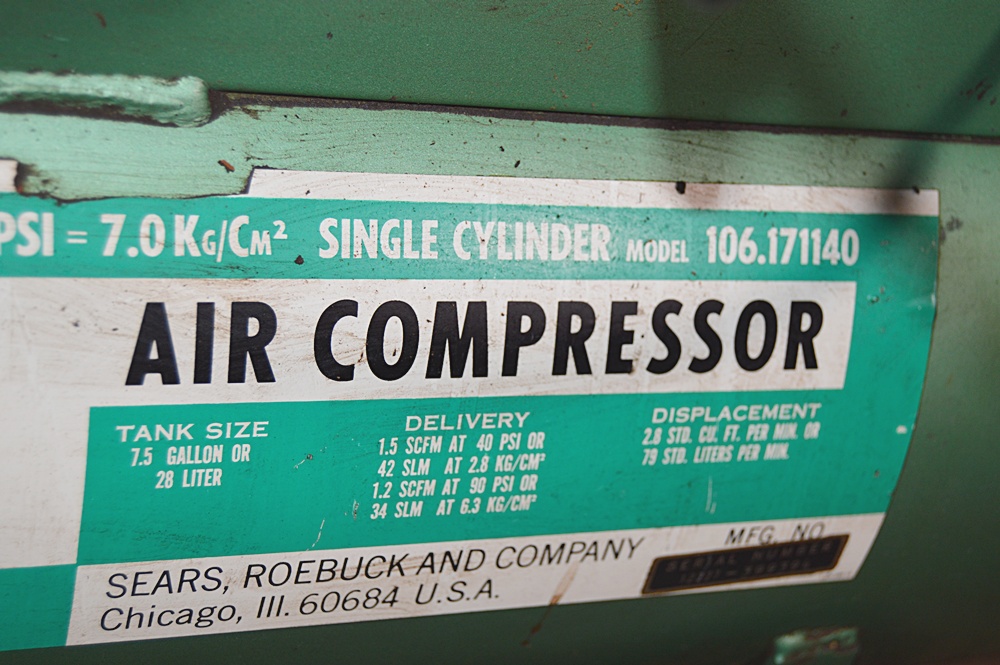 PSI = 7.0 KG/CM² SINGLE CYLINDER MODEL 106.171140
AIR COMPRESSOR
TANK SIZE
7.5 GALLON OR
28 LITER
DELIVERY
1.5 SCFM AT 40 PSI OR
42 SLM AT 2.8 KG/CM²
1.2 SCFM AT 90 PSI OR
34 SLM AT 6.3 KG/CM²
DISPLACEMENT
2.8 STD. CU. FT. PER MIN. OR
79 STD. LITERS PER MIN.
SEARS, ROEBUCK AND COMPANY
Chicago, Ill. 60684 U.S.A.
MFG. NO.
SERIAL NUMBER